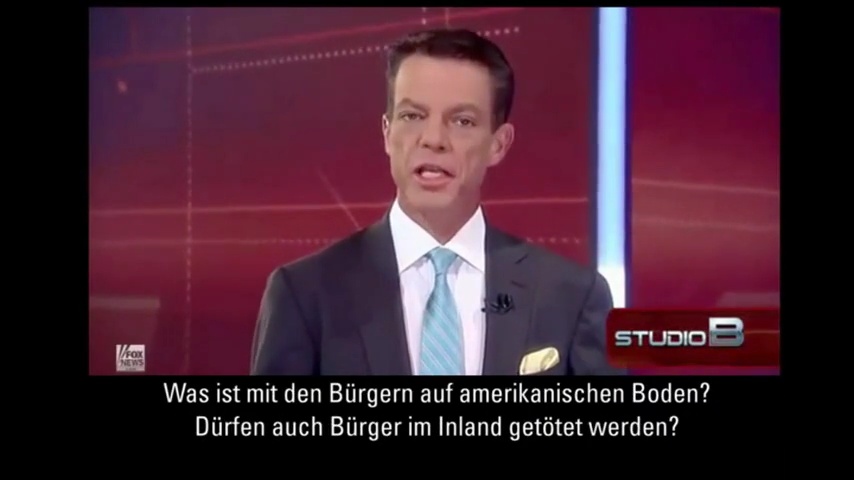 STUDIO B
FOX
NEWS
Was ist mit den Bürgern auf amerikanischen Boden?
Dürfen auch Bürger im Inland getötet werden?